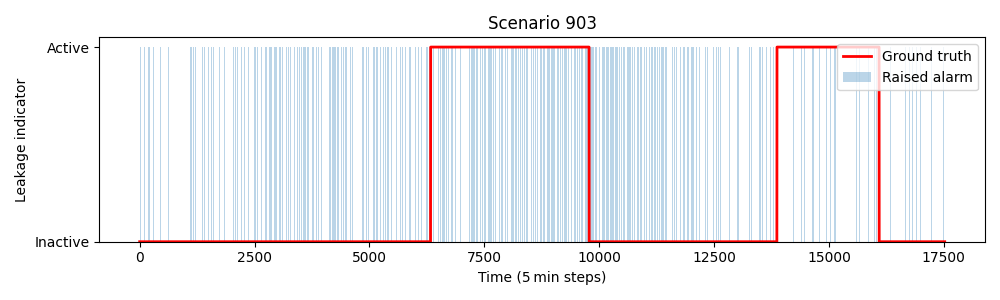 Scenario 903
Active
Ground truth
Raised alarm
Leakage indicator
Inactive
0 2500 5000 7500 10000 12500 15000 17500
Time (5 min steps)